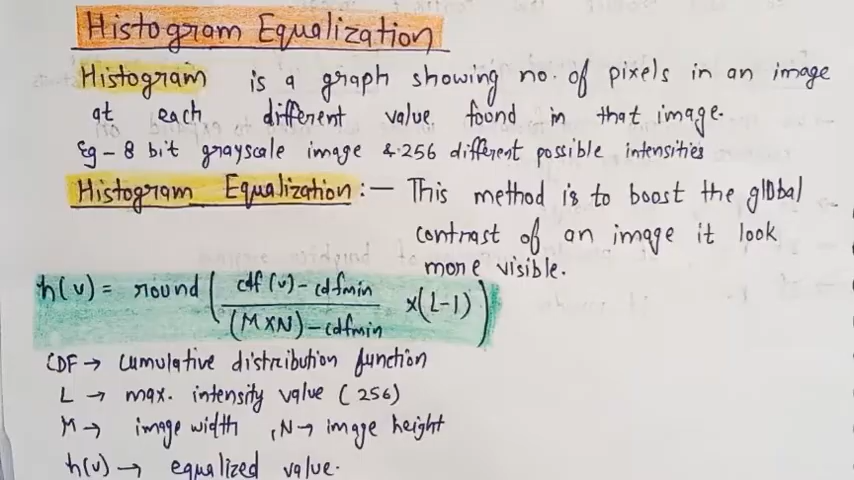 Histogram Equalization
Histogram is a graph showing no. of pixels in an image
at each different value found in that image.
Eg - 8 bit grayscale image & 256 different possible intensities
Histogram Equalization :- This method is to boost the global
contrast of an image it look
more visible.
h(v) = round ( cdf(v) - cdfmin / (M×N) - cdfmin ×(L-1) )
CDF → cumulative distribution function
L → max. intensity value (256)
M → image width , N → image height
h(v) → equalized value.